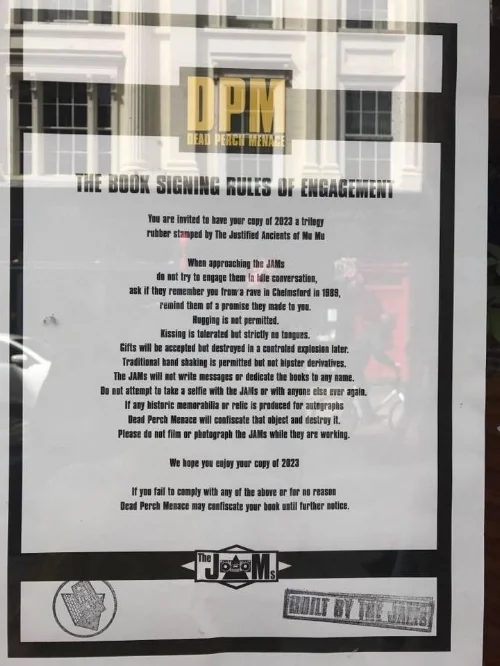 DPM
DEAD PERCH MENACE
THE BOOK SIGNING RULES OF ENGAGEMENT
You are invited to have your copy of 2023 a trilogy
rubber stamped by The Justified Ancients of Mu Mu
When approaching the JAMs
do not try to engage them in idle conversation,
ask if they remember you from a rave in Chelmsford in 1989,
remind them of a promise they made to you.
Hugging is not permitted.
Kissing is tolerated but strictly no tongues.
Gifts will be accepted but destroyed in a controled explosion later.
Traditional hand shaking is permitted but not hipster derivatives.
The JAMs will not write messages or dedicate the books to any name.
Do not attempt to take a selfie with the JAMs or with anyone else ever again.
If any historic memorabilia or relic is produced for autographs
Dead Perch Menace will confiscate that object and destroy it.
Please do not film or photograph the JAMs while they are working.
We hope you enjoy your copy of 2023
If you fail to comply with any of the above or for no reason
Dead Perch Menace may confiscate your book until further notice.
The JAMs
BUILT BY THE JAMS